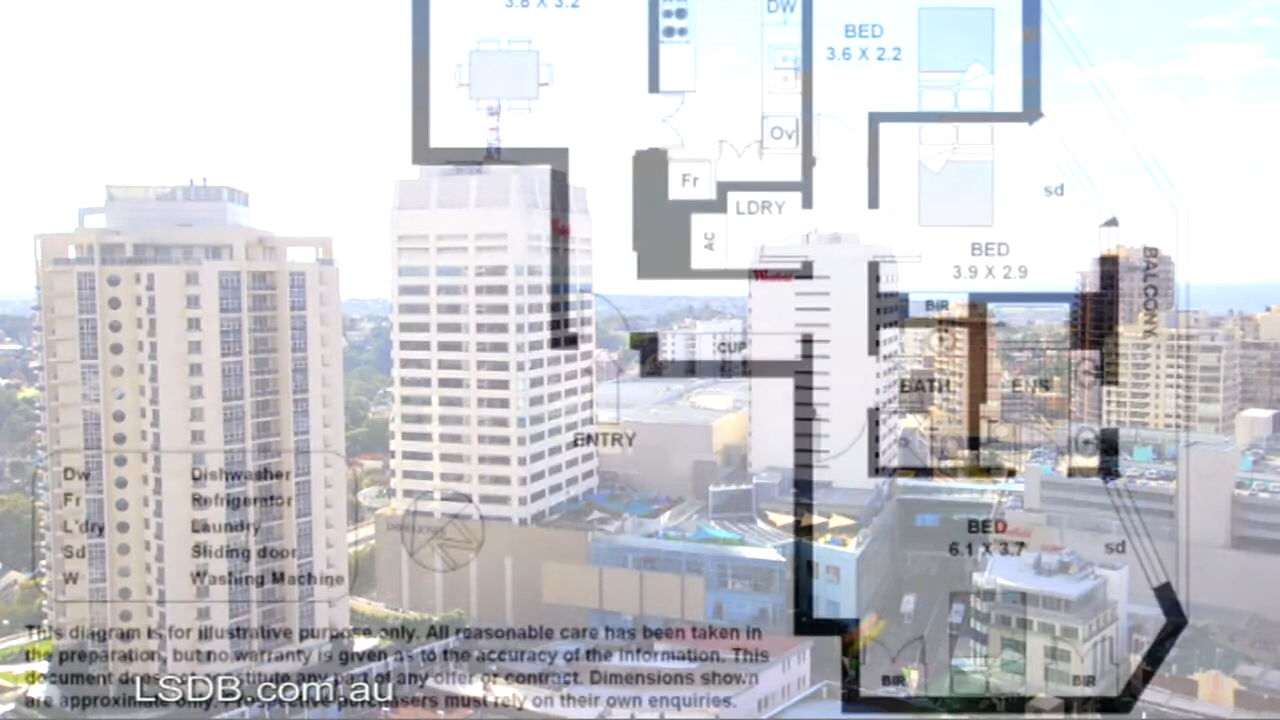 3.8 X 3.2
DW
BED
3.6 X 2.2
Ov
Fr
LDRY
AC
sd
BED
3.9 X 2.9
BALCONY
Westfield
BIR
CUP
BATH
ENS
ENTRY
Dw Dishwasher
Fr Refrigerator
L'dry Laundry
Sd Sliding door
W Washing Machine
BED
6.1 X 3.7
sd
BIR
BIR
This diagram is for illustrative purpose only. All reasonable care has been taken in
the preparation, but no warranty is given as to the accuracy of the information. This
document does constitute any part of any offer or contract. Dimensions shown
are approximate only. Prospective purchasers must rely on their own enquiries.
LSDB.com.au